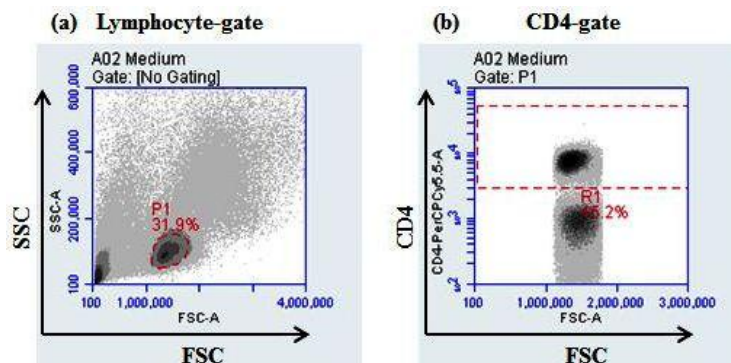 (a) Lymphocyte-gate
A02 Medium
Gate: [No Gating]
SSC
SSC-A
600,000
400,000
200,000
100
P1
31.9%
100 1,000,000 4,000,000
FSC-A
FSC
(b) CD4-gate
A02 Medium
Gate: P1
CD4
CD4-PerCPCy5.5-A
R1
100 1,000,000 2,000,000 3,000,000
FSC-A
FSC